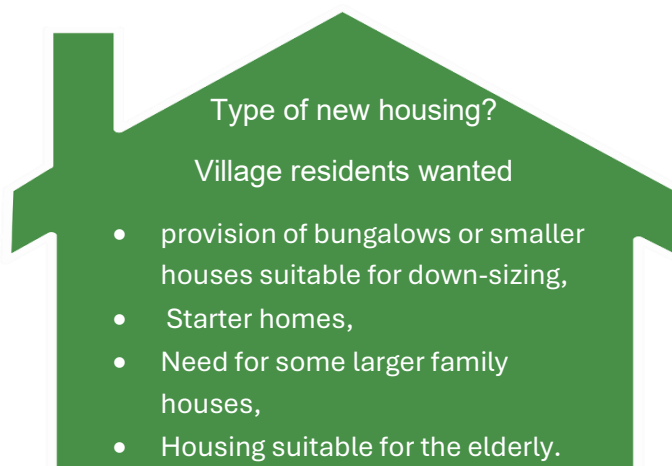 Type of new housing?
Village residents wanted
• provision of bungalows or smaller
houses suitable for down-sizing,
• Starter homes,
• Need for some larger family
houses,
• Housing suitable for the elderly.